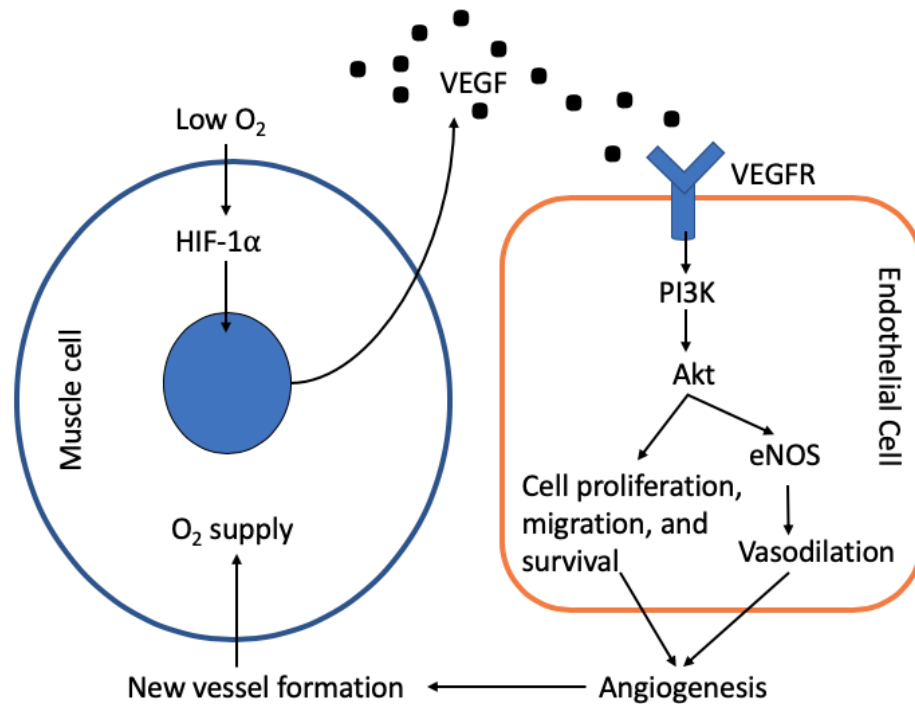 VEGF
Low O₂
VEGFR
HIF-1α
PI3K
Muscle cell
Endothelial Cell
Akt
eNOS
Cell proliferation,
migration, and
survival
O₂ supply
Vasodilation
New vessel formation
Angiogenesis